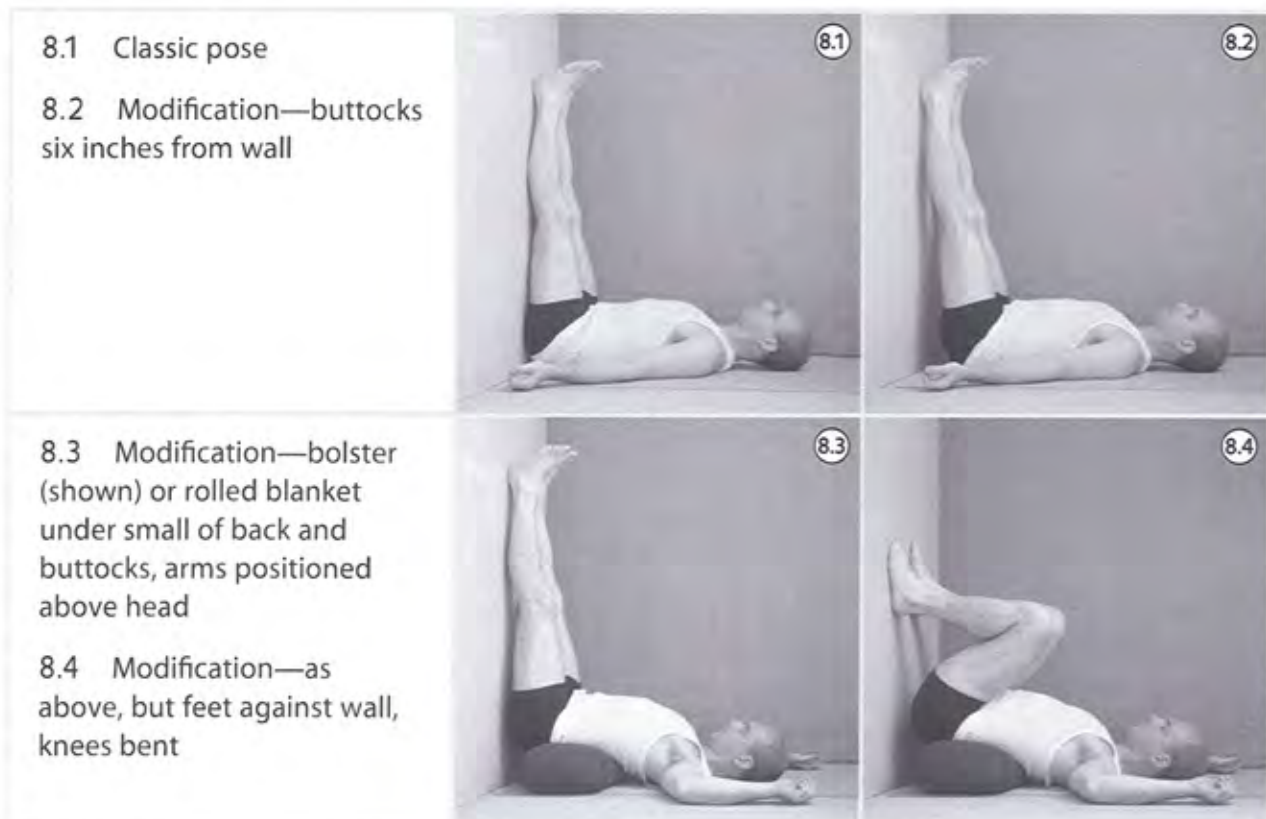 8.1 Classic pose
8.2 Modification—buttocks
six inches from wall
8.1
8.2
8.3 Modification—bolster
(shown) or rolled blanket
under small of back and
buttocks, arms positioned
above head
8.4 Modification—as
above, but feet against wall,
knees bent
8.3
8.4